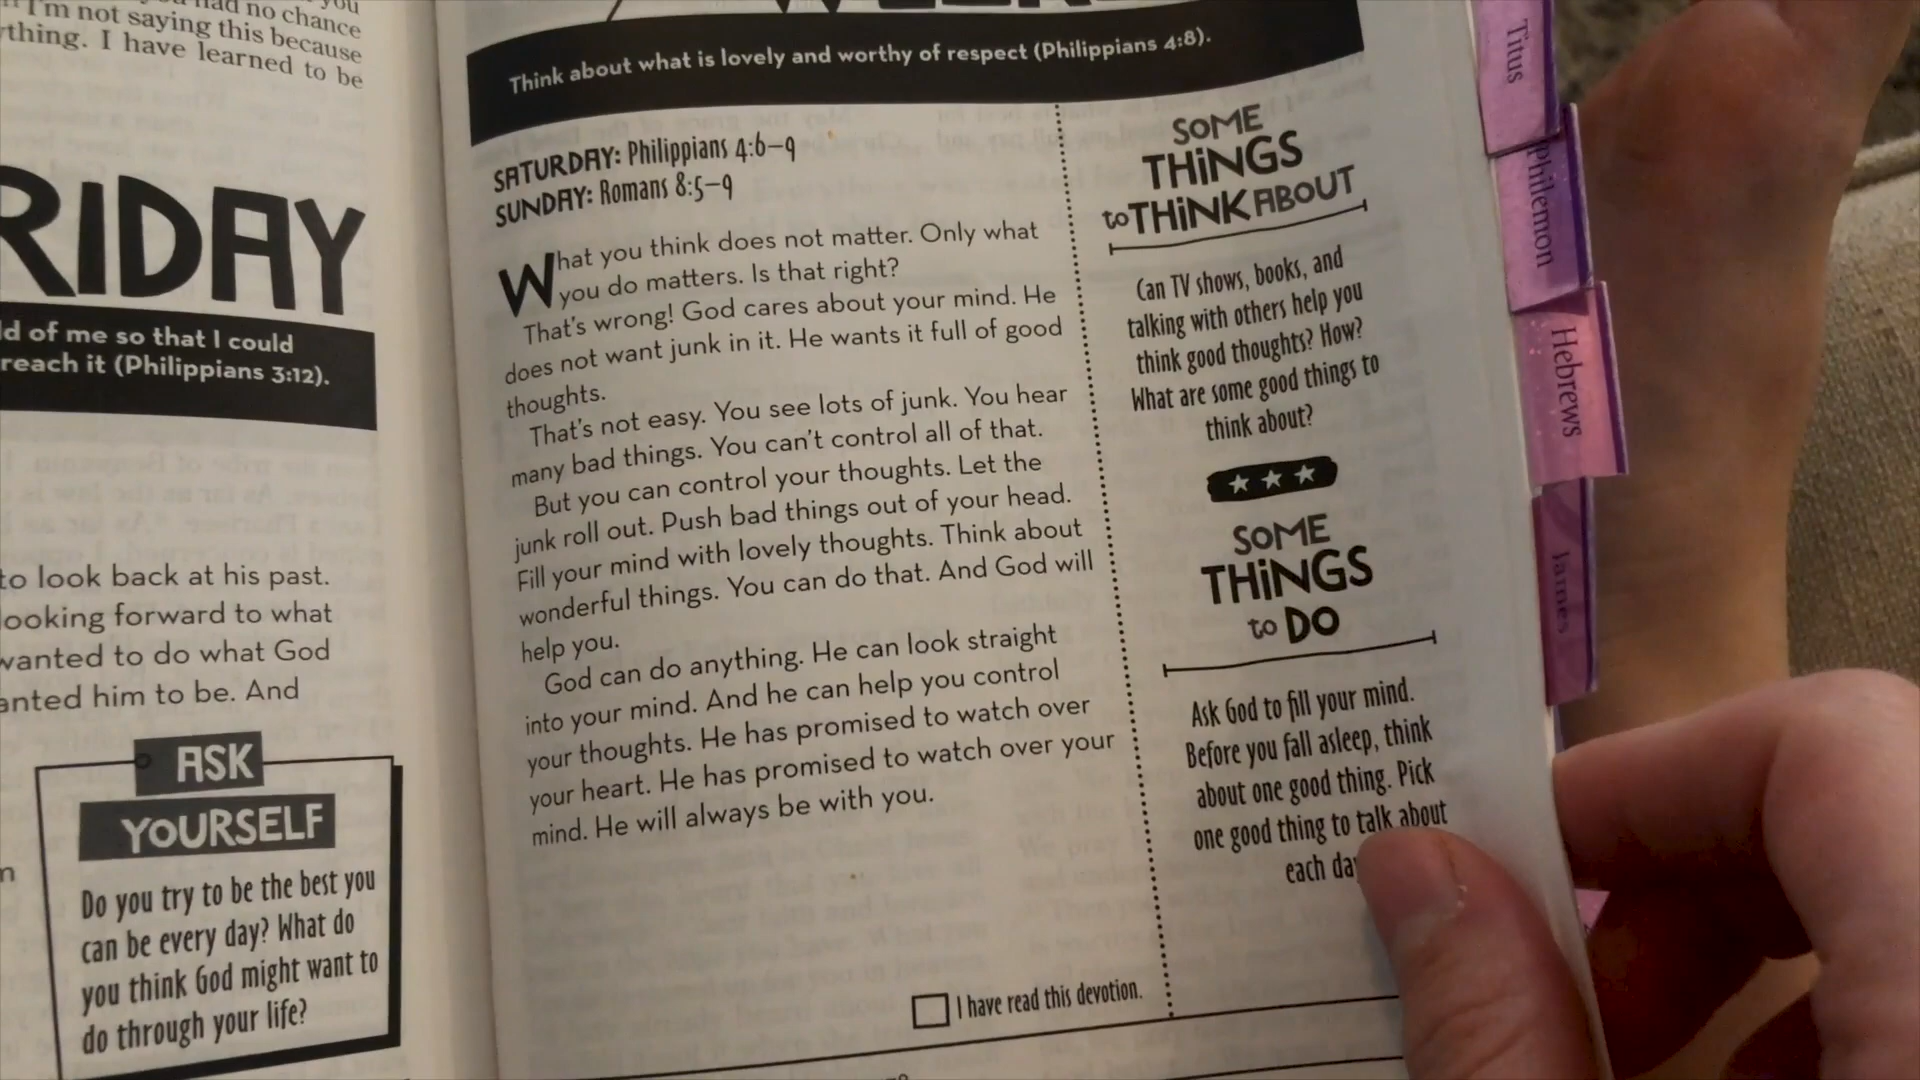 you
had no chance
I'm not saying this because
thing. I have learned to be
RIDAY
d of me so that I could
reach it (Philippians 3:12).
to look back at his past.
looking forward to what
wanted to do what God
anted him to be. And
n
ASK
YOURSELF
Do you try to be the best you
can be every day? What do
you think God might want to
do through your life?
Think about what is lovely and worthy of respect (Philippians 4:8).
SATURDAY: Philippians 4:6–9
SUNDAY: Romans 8:5–9
What you think does not matter. Only what
you do matters. Is that right?
That's wrong! God cares about your mind. He
does not want junk in it. He wants it full of good
thoughts.
That's not easy. You see lots of junk. You hear
many bad things. You can't control all of that.
But you can control your thoughts. Let the
junk roll out. Push bad things out of your head.
Fill your mind with lovely thoughts. Think about
wonderful things. You can do that. And God will
help you.
God can do anything. He can look straight
into your mind. And he can help you control
your thoughts. He has promised to watch over
your heart. He has promised to watch over your
mind. He will always be with you.
I have read this devotion.
SOME
THiNGS
to THiNK ABOUT
Can TV shows, books, and
talking with others help you
think good thoughts? How?
What are some good things to
think about?
SOME
THiNGS
to DO
Ask God to fill your mind.
Before you fall asleep, think
about one good thing. Pick
one good thing to talk about
each day
Titus
Philemon
Hebrews
James